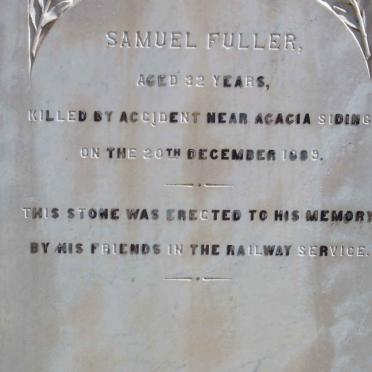 SAMUEL FULLER,
AGED 32 YEARS,
KILLED BY ACCIDENT NEAR ACACIA SIDING
ON THE 20TH DECEMBER 1889.
THIS STONE WAS ERECTED TO HIS MEMORY
BY HIS FRIENDS IN THE RAILWAY SERVICE.